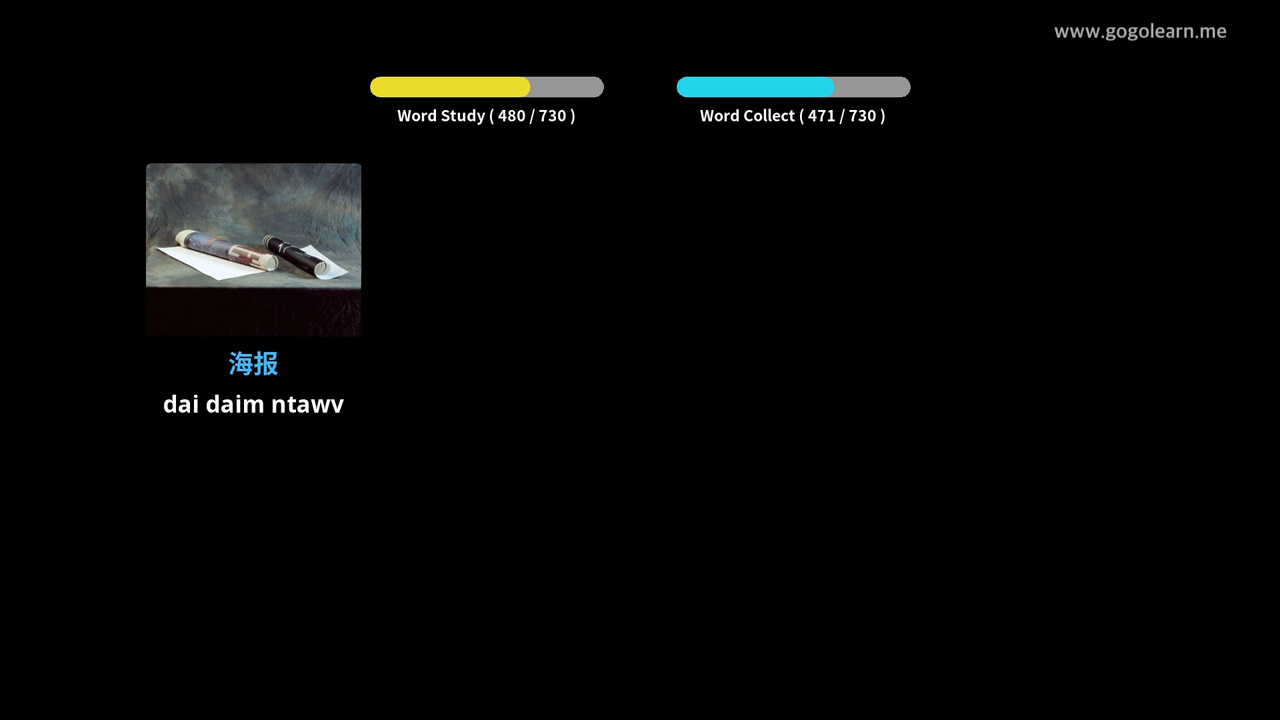 www.gogolearn.me
Word Study ( 480 / 730 )
Word Collect ( 471 / 730 )
海报
dai daim ntawv